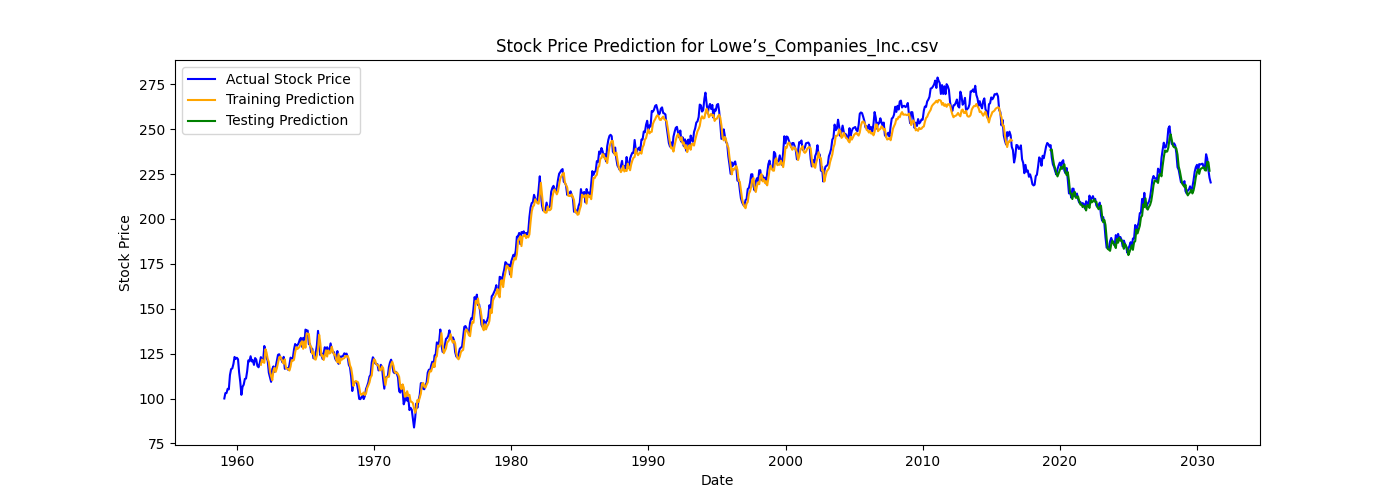 Stock Price Prediction for Lowe’s_Companies_Inc..csv
Actual Stock Price
Training Prediction
Testing Prediction
Stock Price
275
250
225
200
175
150
125
100
75
1960 1970 1980 1990 2000 2010 2020 2030
Date